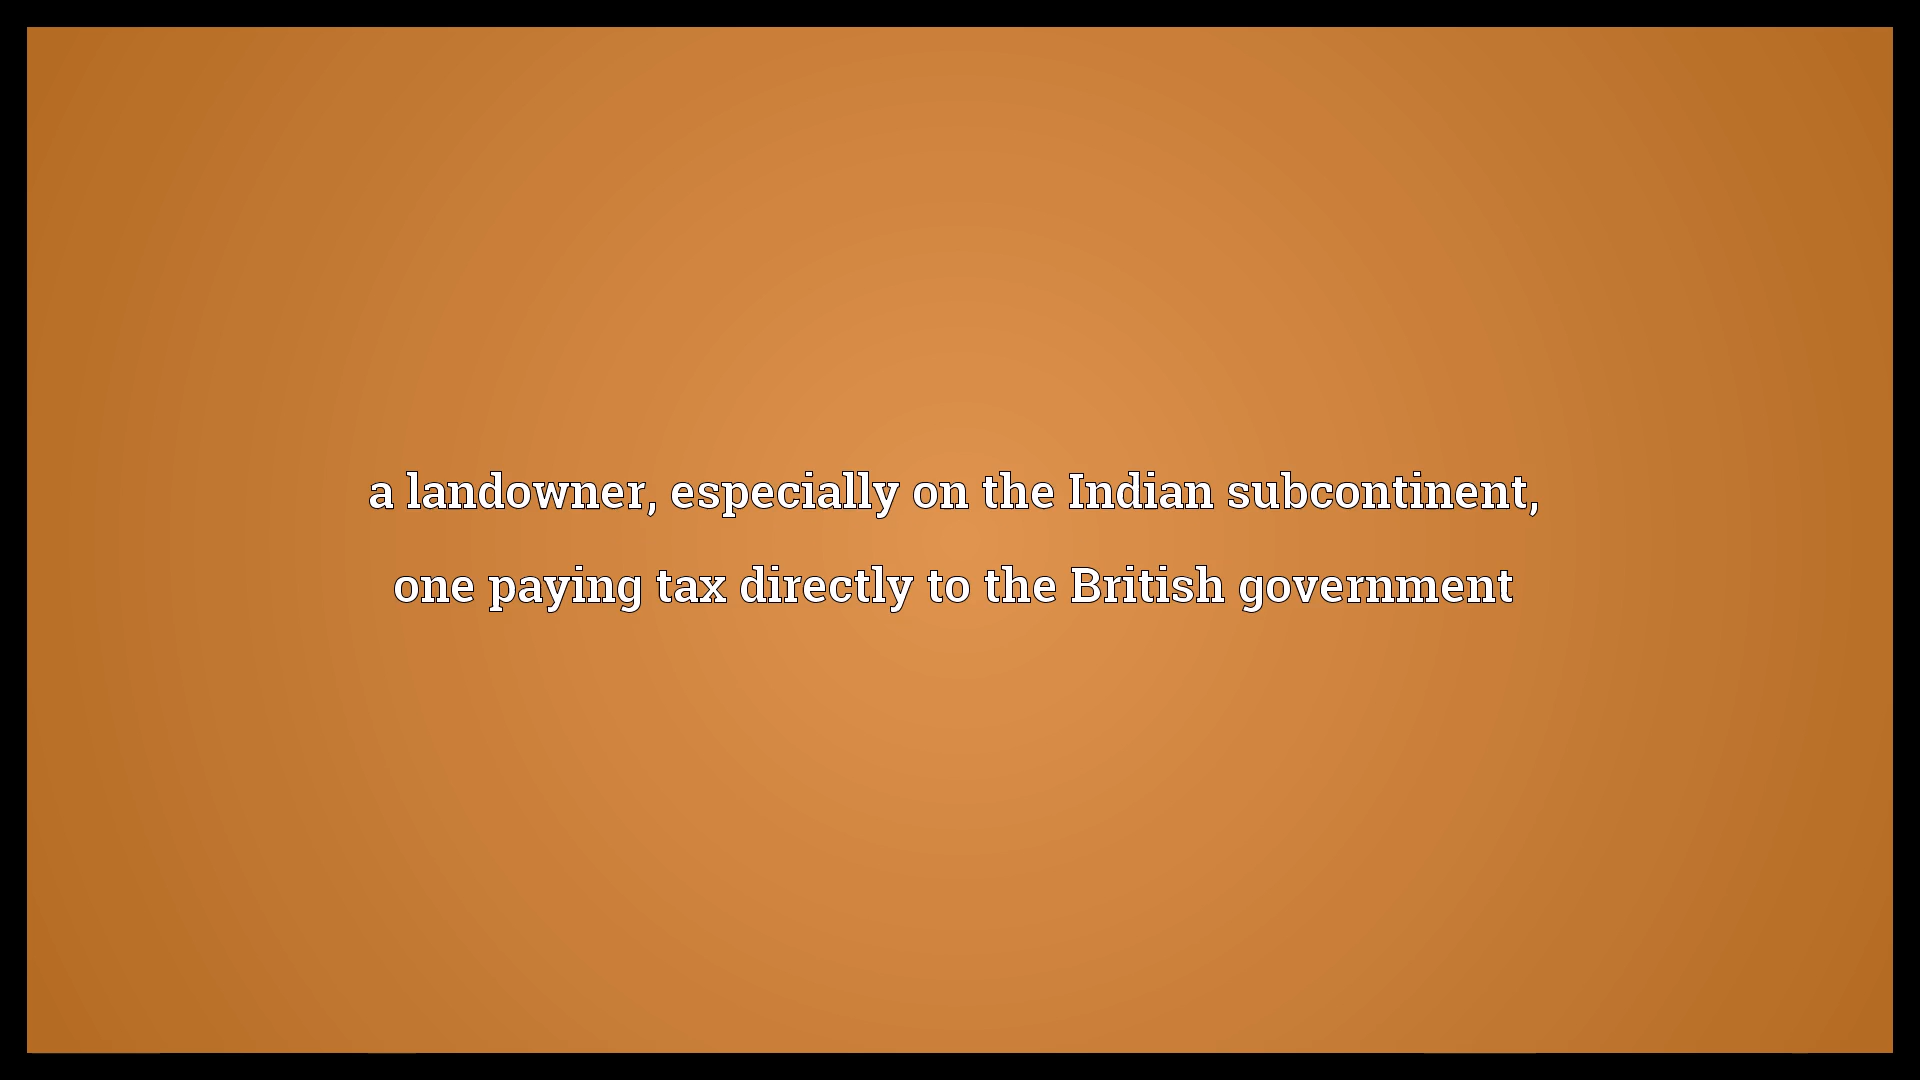 a landowner, especially on the Indian subcontinent,
one paying tax directly to the British government